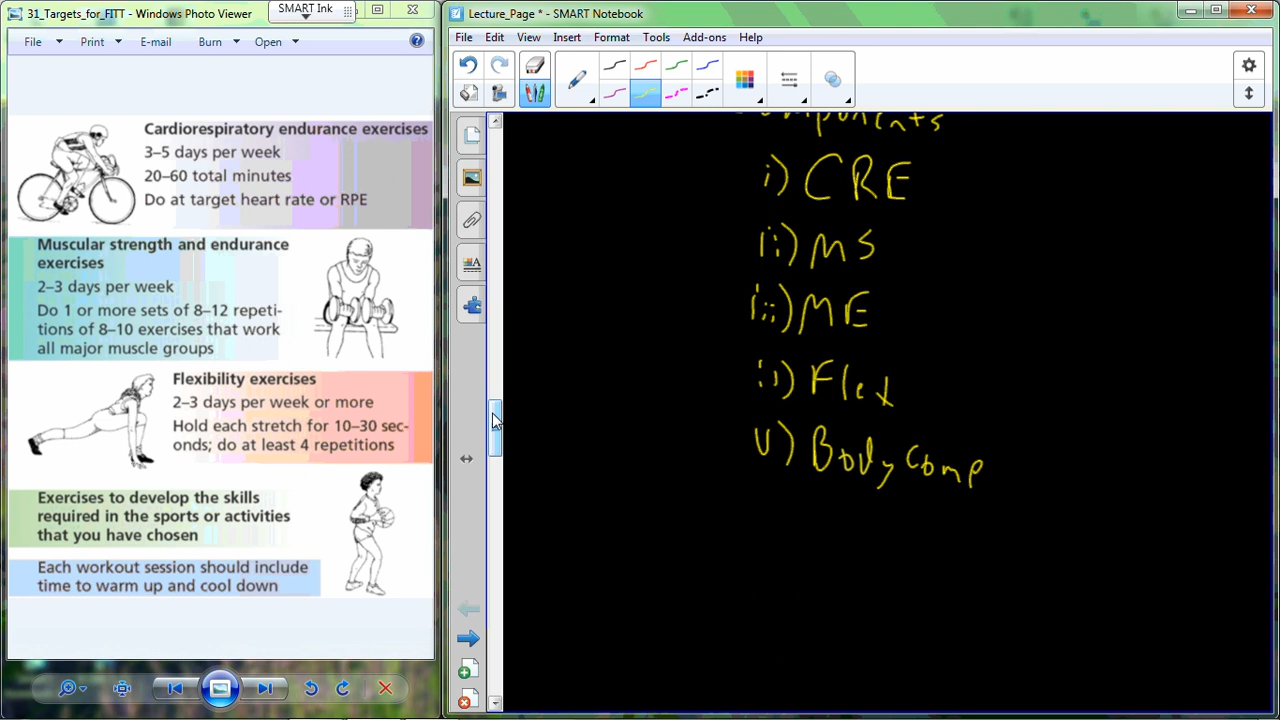 31_Targets_for_FITT - Windows Photo Viewer
SMART Ink
File Print E-mail Burn Open
Cardiorespiratory endurance exercises
3–5 days per week
20–60 total minutes
Do at target heart rate or RPE
Muscular strength and endurance
exercises
2–3 days per week
Do 1 or more sets of 8–12 repeti-
tions of 8–10 exercises that work
all major muscle groups
Flexibility exercises
2–3 days per week or more
Hold each stretch for 10–30 sec-
onds; do at least 4 repetitions
Exercises to develop the skills
required in the sports or activities
that you have chosen
Each workout session should include
time to warm up and cool down
Lecture_Page * - SMART Notebook
File Edit View Insert Format Tools Add-ons Help
i) CRE
ii) MS
iii) ME
Flex
v) Body Comp